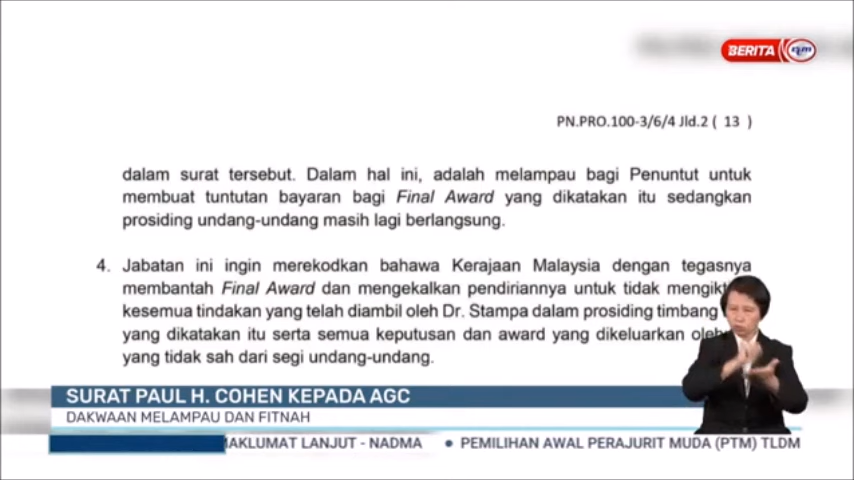 BERITA rtm
PN.PRO.100-3/6/4 Jld.2 ( 13 )
dalam surat tersebut. Dalam hal ini, adalah melampau bagi Penuntut untuk
membuat tuntutan bayaran bagi Final Award yang dikatakan itu sedangkan
prosiding undang-undang masih lagi berlangsung.
4. Jabatan ini ingin merekodkan bahawa Kerajaan Malaysia dengan tegasnya
membantah Final Award dan mengekalkan pendiriannya untuk tidak
kesemua tindakan yang telah diambil oleh Dr. Stampa dalam prosiding timbang
yang dikatakan itu serta semua keputusan dan award yang dikeluarkan
yang tidak sah dari segi undang-undang.
SURAT PAUL H. COHEN KEPADA AGC
DAKWAAN MELAMPAU DAN FITNAH
MAKLUMAT LANJUT - NADMA • PEMILIHAN AWAL PERAJURIT MUDA (PTM) TLDM